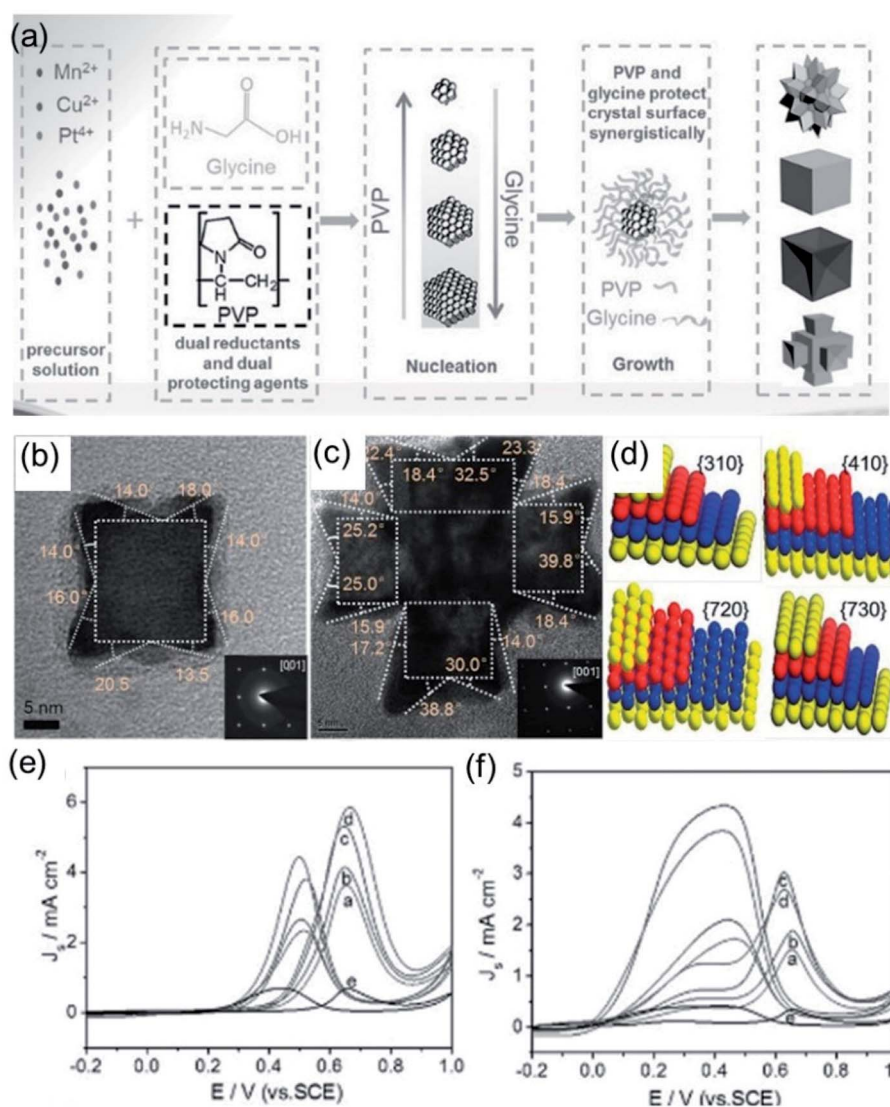 (a)
Mn2+
Cu2+
Pt4+
precursor
solution
+
O
H2N
OH
Glycine
O
N
C
H
CH2
PVP
dual reductants
and dual
protecting agents
PVP
Glycine
Nucleation
PVP and
glycine protect
crystal surface
synergistically
PVP
Glycine
Growth
(b)
14.0
18.0
14.0°
14.0°
16.0°
16.0
20.5
13.5
5 nm
[001]
(c)
23.3
18.4°
32.5°
14.0°
18.4
25.2°
15.9°
25.0°
39.8°
15.9°
18.4°
17.2°
14.0°
30.0°
38.8°
[001]
(d)
{310}
{410}
{720}
{730}
(e)
Js / mA cm-2
6
4
2
0
d
c
b
a
e
-0.2
0.0
0.2
0.4
0.6
0.8
1.0
E / V (vs.SCE)
(f)
Js / mA cm-2
5
4
3
2
1
0
c
d
b
a
e
-0.2
0.0
0.2
0.4
0.6
0.8
E / V (vs.SCE)